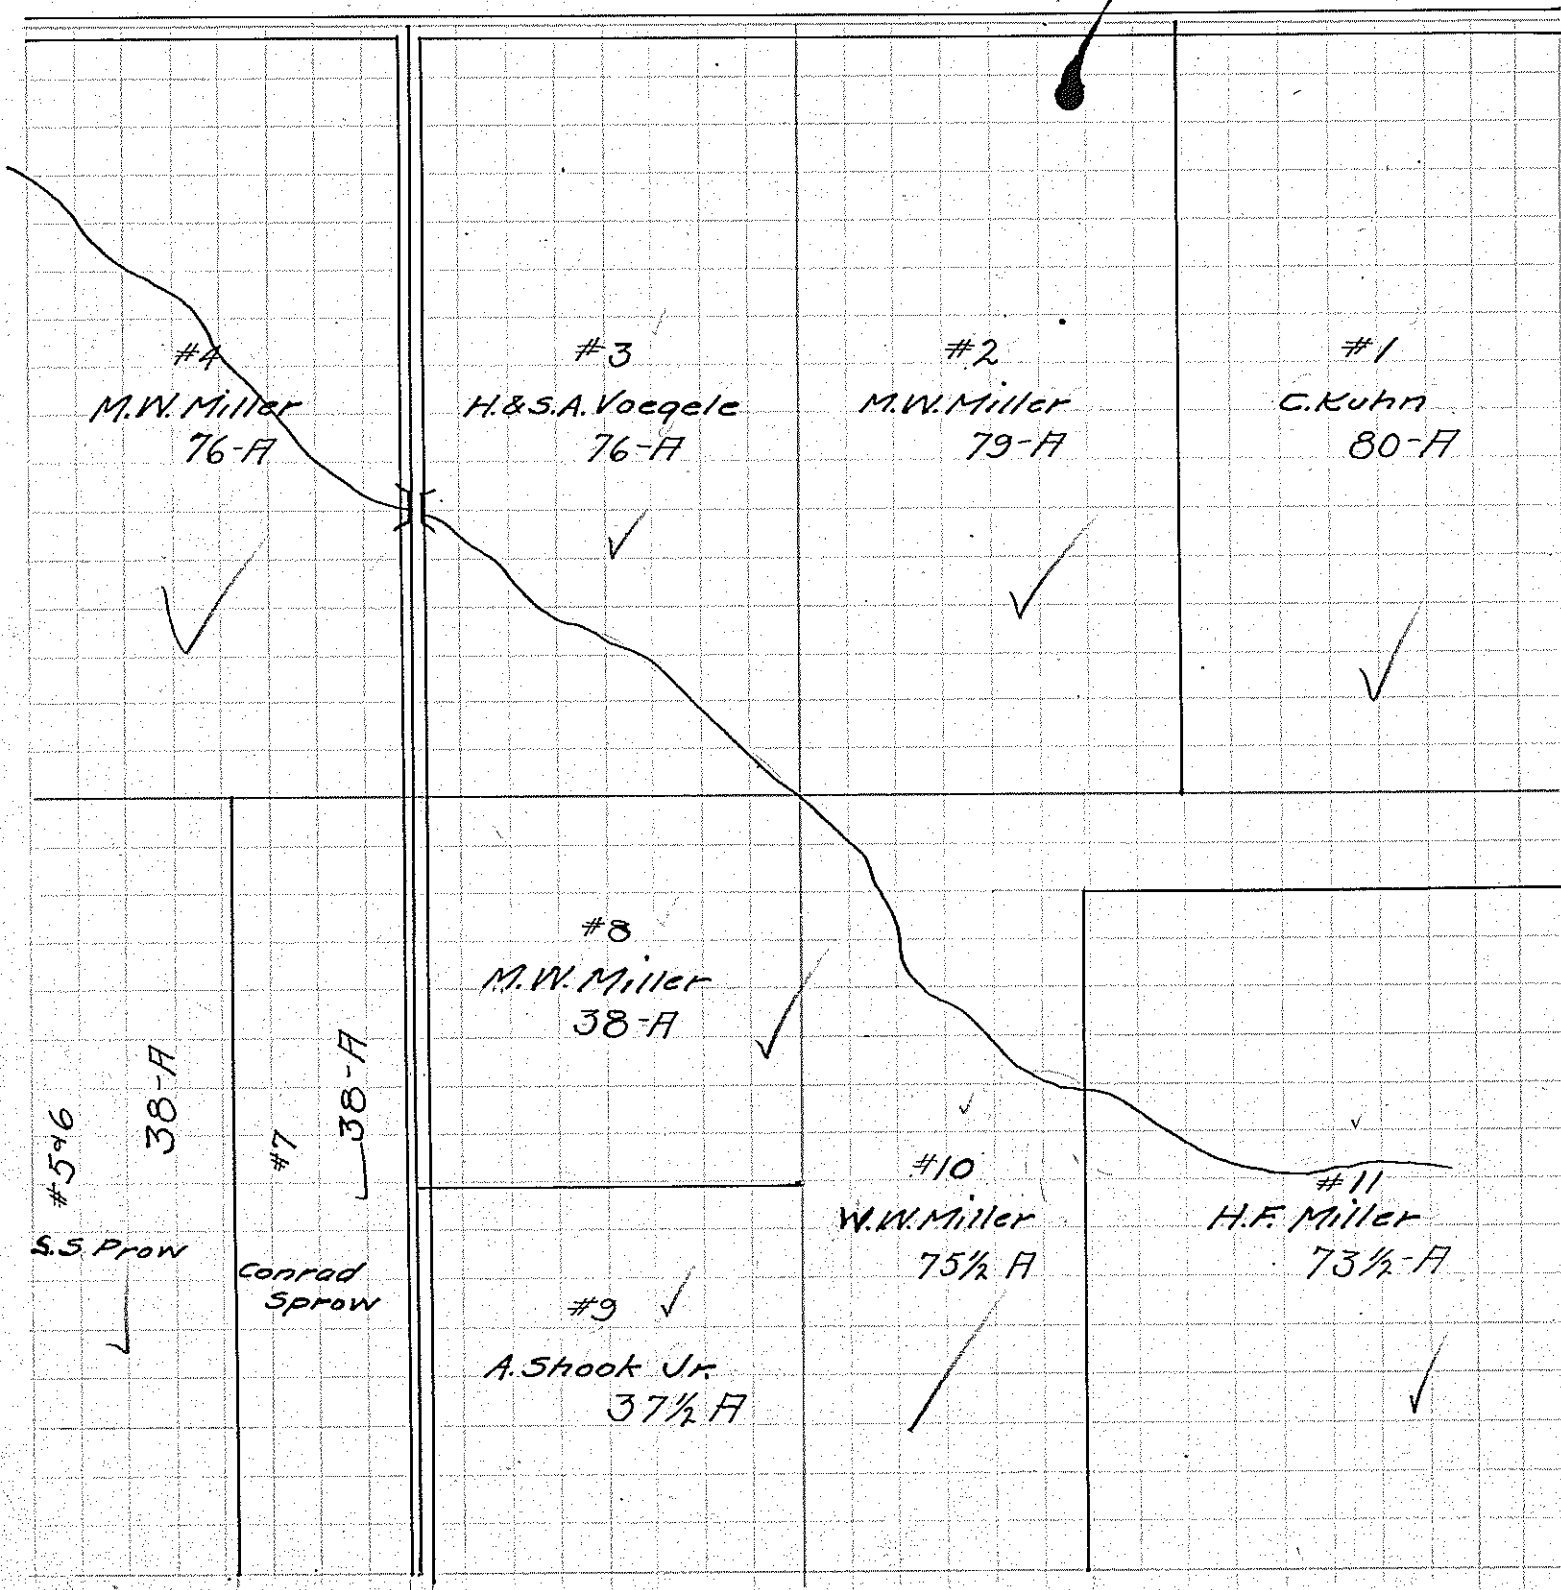 #4
M.W. Miller
76-A
#3
H.&S.A. Voegele
76-A
#2
M.W. Miller
79-A
#1
C. Kuhn
80-A
#5&6
S.S. Prow
38-A
#7
Conrad
Sprow
38-A
#8
M.W. Miller
38-A
#9
A. Shook Jr.
37½ A
#10
W.W. Miller
75½ A
#11
H.F. Miller
73½-A